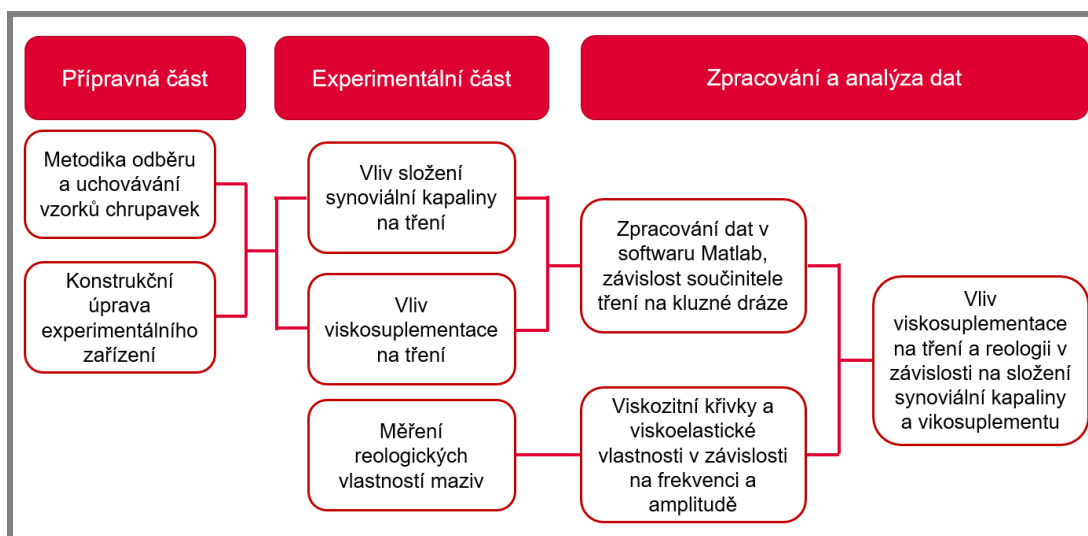 Přípravná část
Experimentální část
Zpracování a analýza dat
Metodika odběru
a uchovávání
vzorků chrupavek
Konstrukční
úprava
experimentálního
zařízení
Vliv složení
synoviální kapaliny
na tření
Vliv
viskosuplementace
na tření
Měření
reologických
vlastností maziv
Zpracování dat v
softwaru Matlab,
závislost součinitele
tření na kluzné dráze
Viskozitní křivky a
viskoelastické
vlastnosti v závislosti
na frekvenci a
amplitudě
Vliv
viskosuplementace
na tření a reologii v
závislosti na složení
synoviální kapaliny
a vikosuplementu